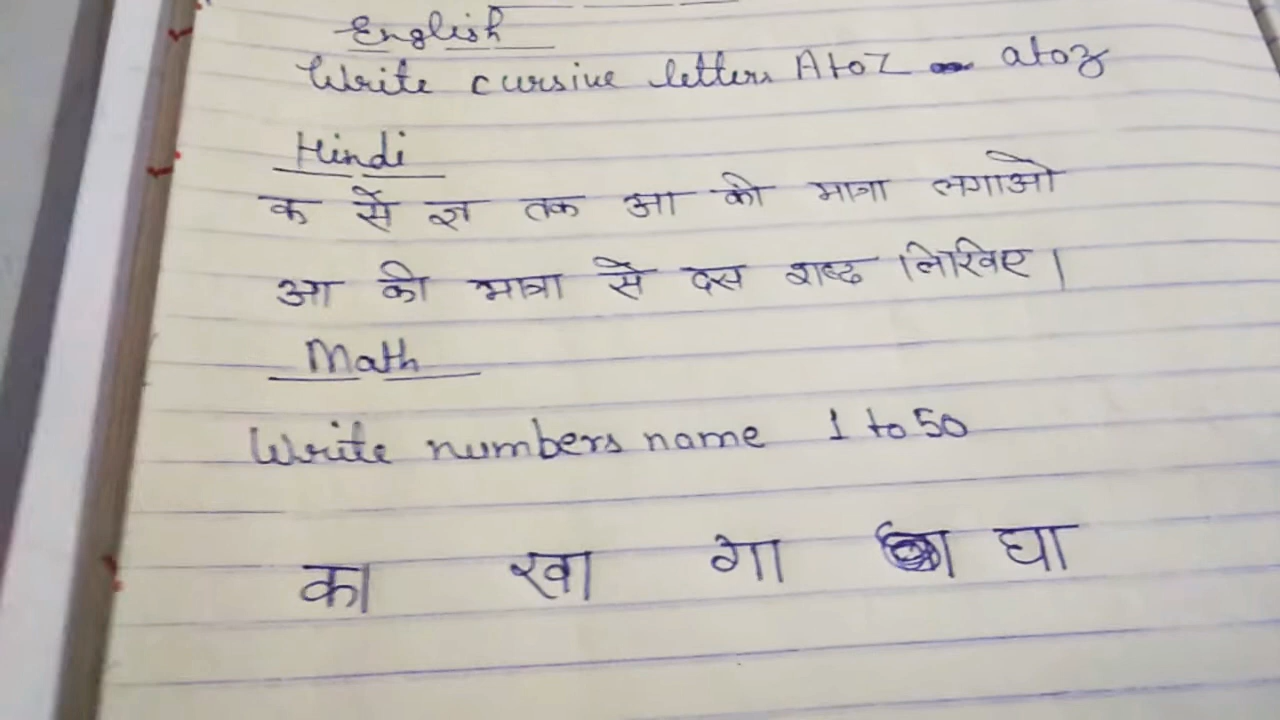 English
Write cursive letters A to Z a to z
Hindi
क से ज्ञ तक आ की मात्रा लगाओ
आ की मात्रा से दस शब्द लिखिए।
Math
Write numbers name 1 to 50
का खा गा घा